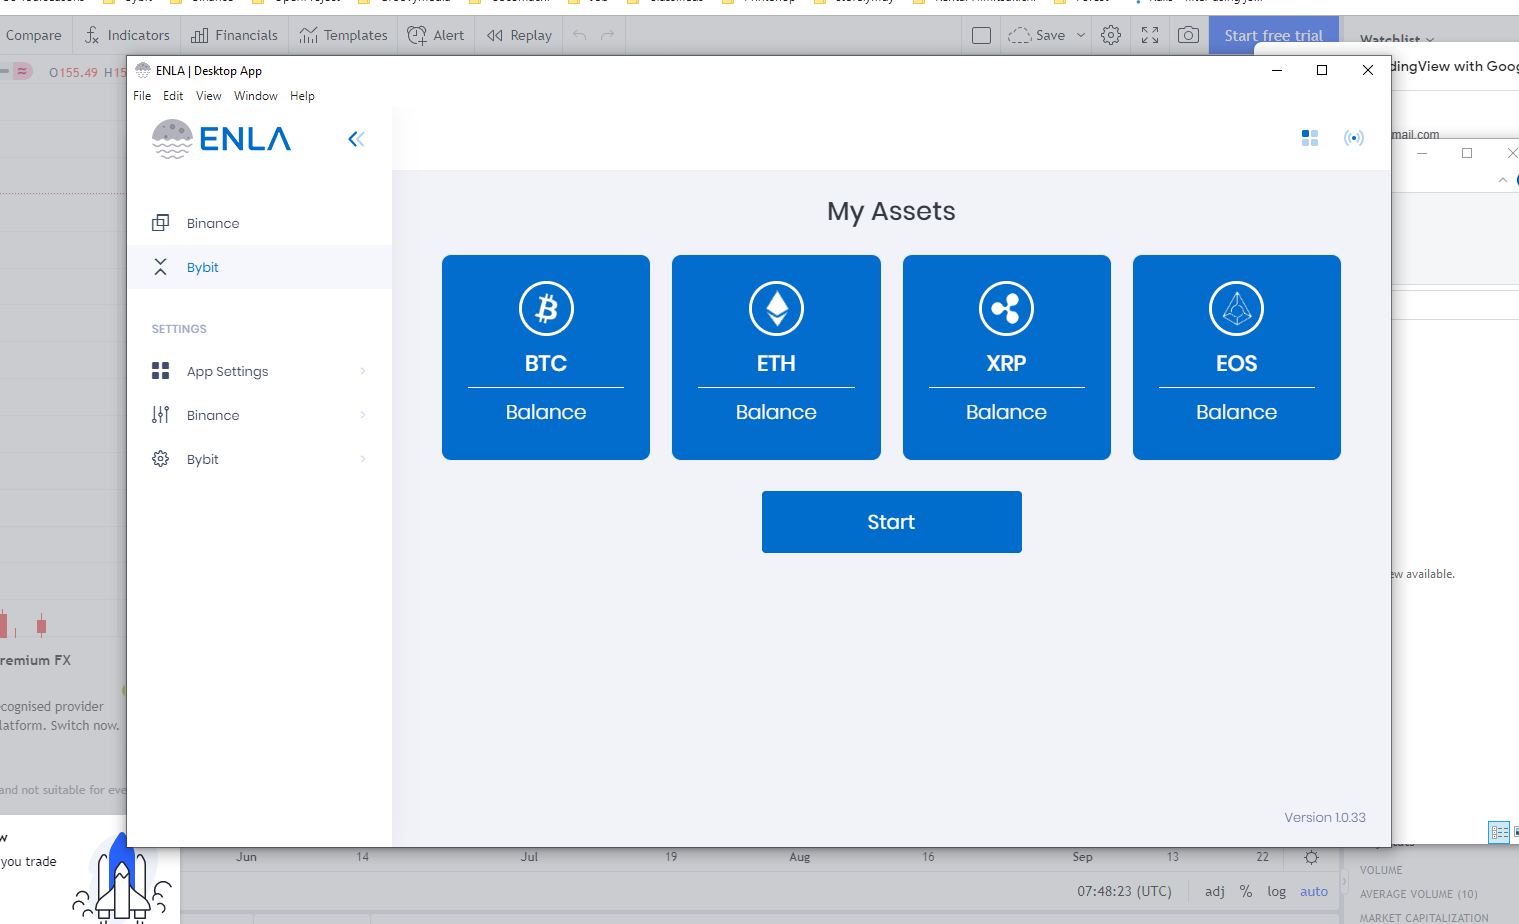 Compare
Indicators
Financials
Templates
Alert
Replay
Save
Start free trial
Watchlist
O155.49 H15
dingView with Goog
mail.com
ENLA | Desktop App
File Edit View Window Help
ENLA
Binance
Bybit
SETTINGS
App Settings
Binance
Bybit
My Assets
BTC
Balance
ETH
Balance
XRP
Balance
EOS
Balance
Start
Version 1.0.33
ew available.
remium FX
cognised provider
latform. Switch now.
and not suitable for eve
w
you trade
Jun 14 Jul 19 Aug 16 Sep 13 22
07:48:23 (UTC) adj % log auto
VOLUME
AVERAGE VOLUME (10)
MARKET CAPITALIZATION